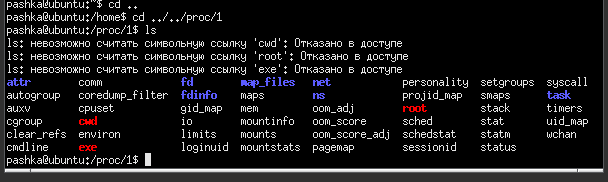 pashka@ubuntu:~$ cd ..
pashka@ubuntu:/home$ cd ../../proc/1
pashka@ubuntu:/proc/1$ ls
ls: невозможно считать символьную ссылку 'cwd': Отказано в доступе
ls: невозможно считать символьную ссылку 'root': Отказано в доступе
ls: невозможно считать символьную ссылку 'exe': Отказано в доступе
attr comm fd map_files net personality setgroups syscall
autogroup coredump_filter fdinfo maps ns projid_map smaps task
auxv cpuset gid_map mem oom_adj root stack timers
cgroup cwd io mountinfo oom_score sched stat uid_map
clear_refs environ limits mounts oom_score_adj schedstat statm wchan
cmdline exe loginuid mountstats pagemap sessionid status
pashka@ubuntu:/proc/1$